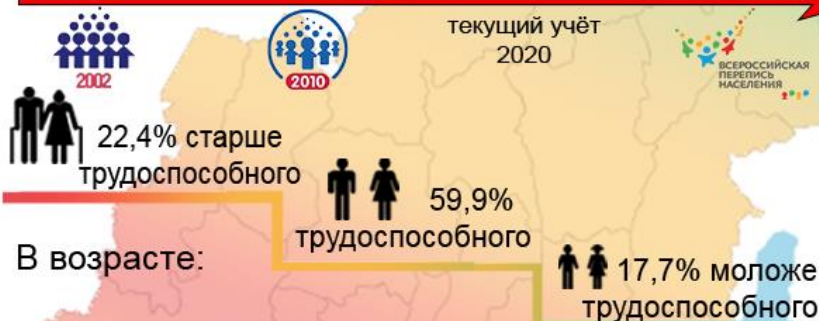 2002
2010
текущий учёт
2020
ВСЕРОССИЙСКАЯ
ПЕРЕПИСЬ
НАСЕЛЕНИЯ
22,4% старше
трудоспособного
59,9%
трудоспособного
В возрасте:
17,7% моложе
трудоспособного